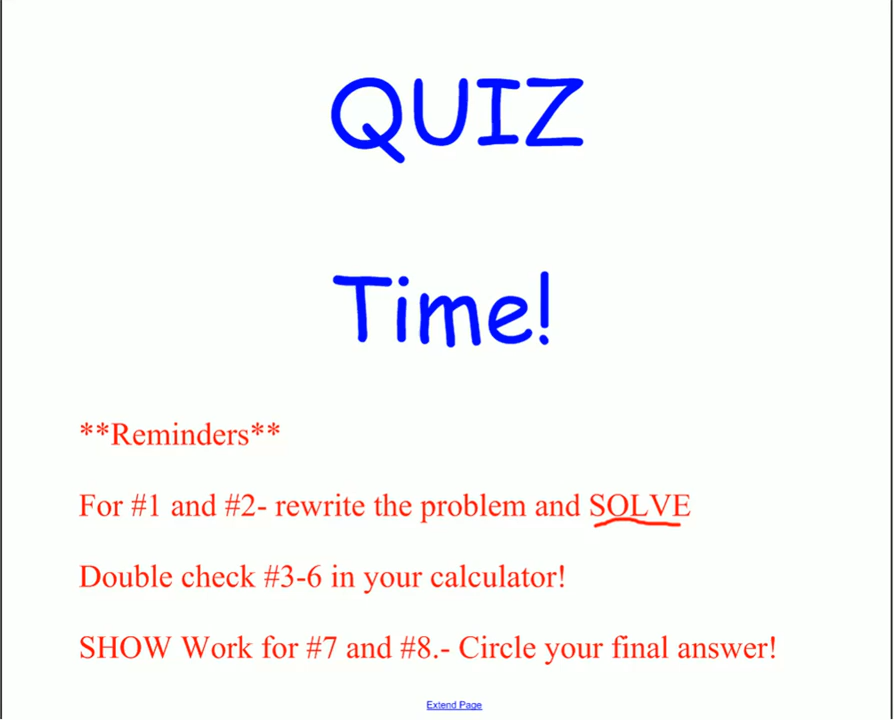 QUIZ
Time!
**Reminders**
For #1 and #2- rewrite the problem and SOLVE
Double check #3-6 in your calculator!
SHOW Work for #7 and #8.- Circle your final answer!
Extend Page